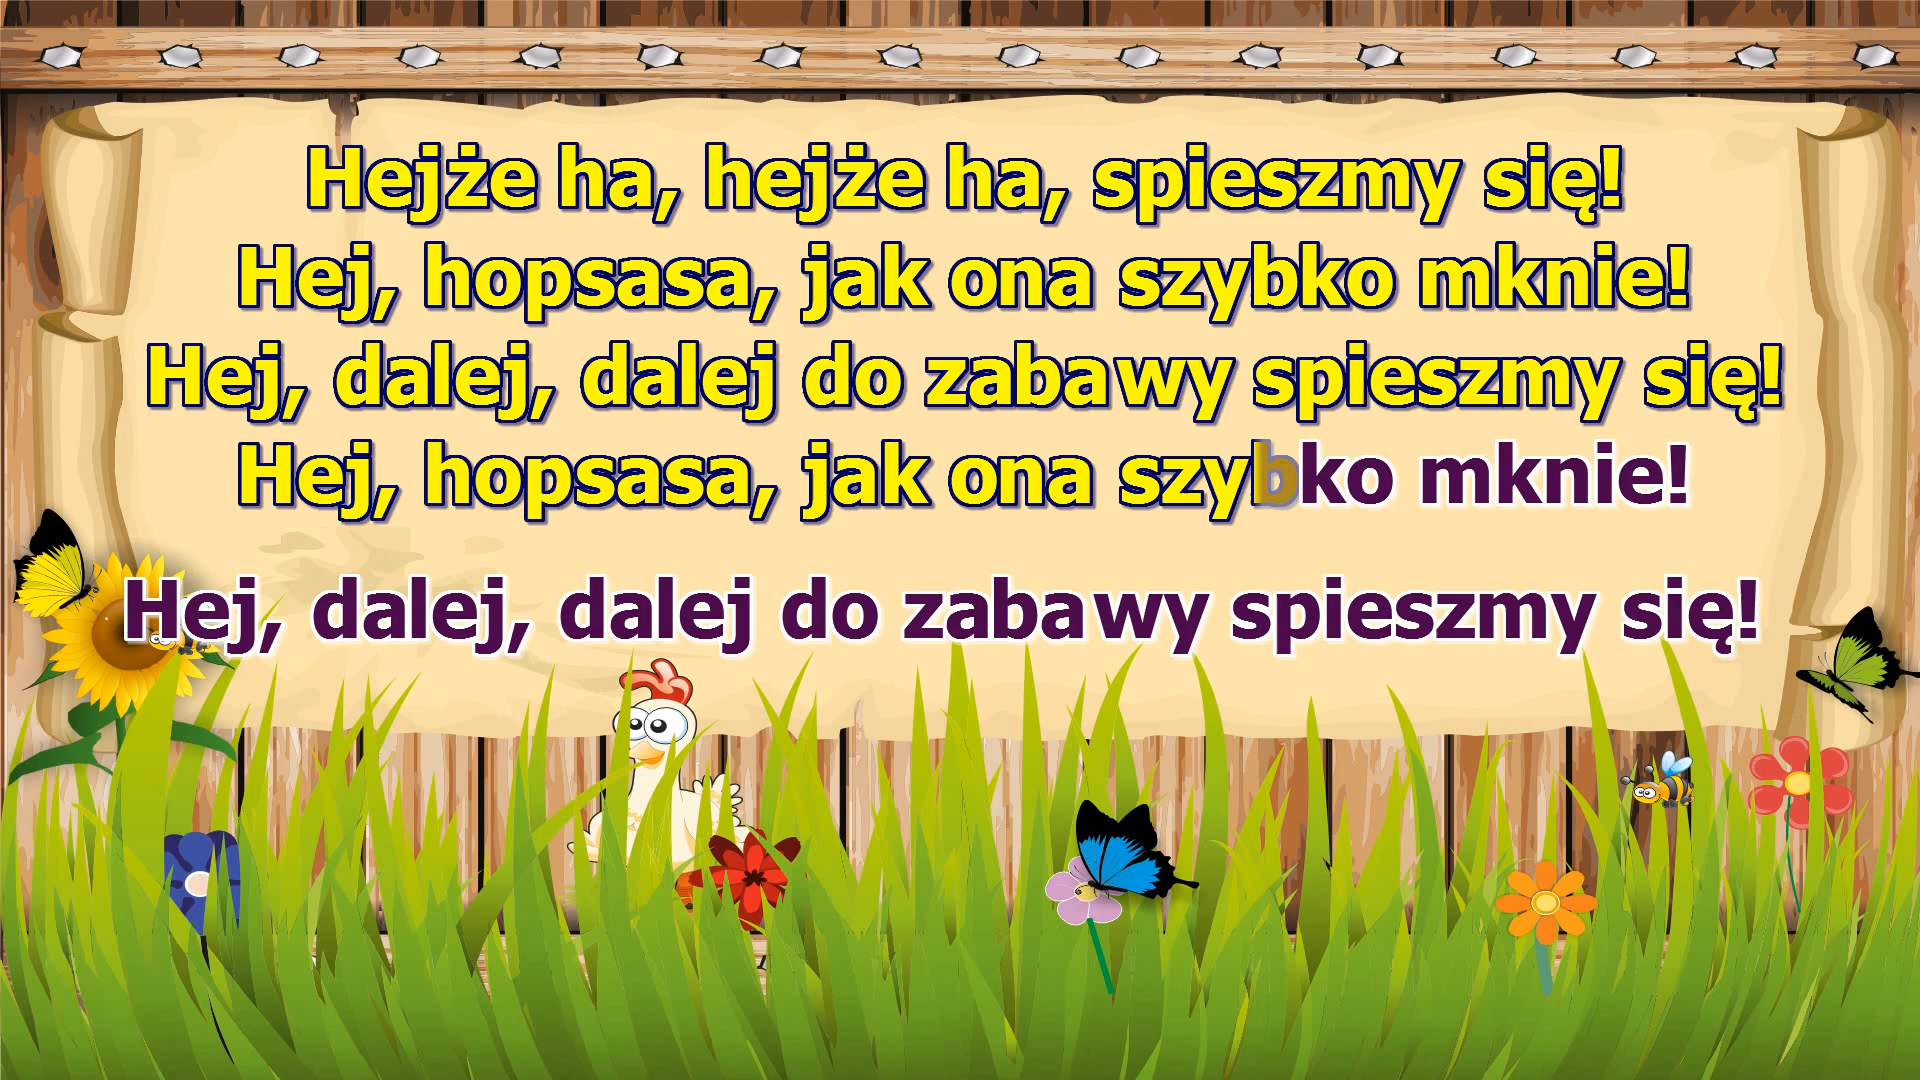 Hejże ha, hejże ha, spieszmy się!
Hej, hopsasa, jak ona szybko mknie!
Hej, dalej, dalej do zabawy spieszmy się!
Hej, hopsasa, jak ona szybko mknie!
Hej, dalej, dalej do zabawy spieszmy się!